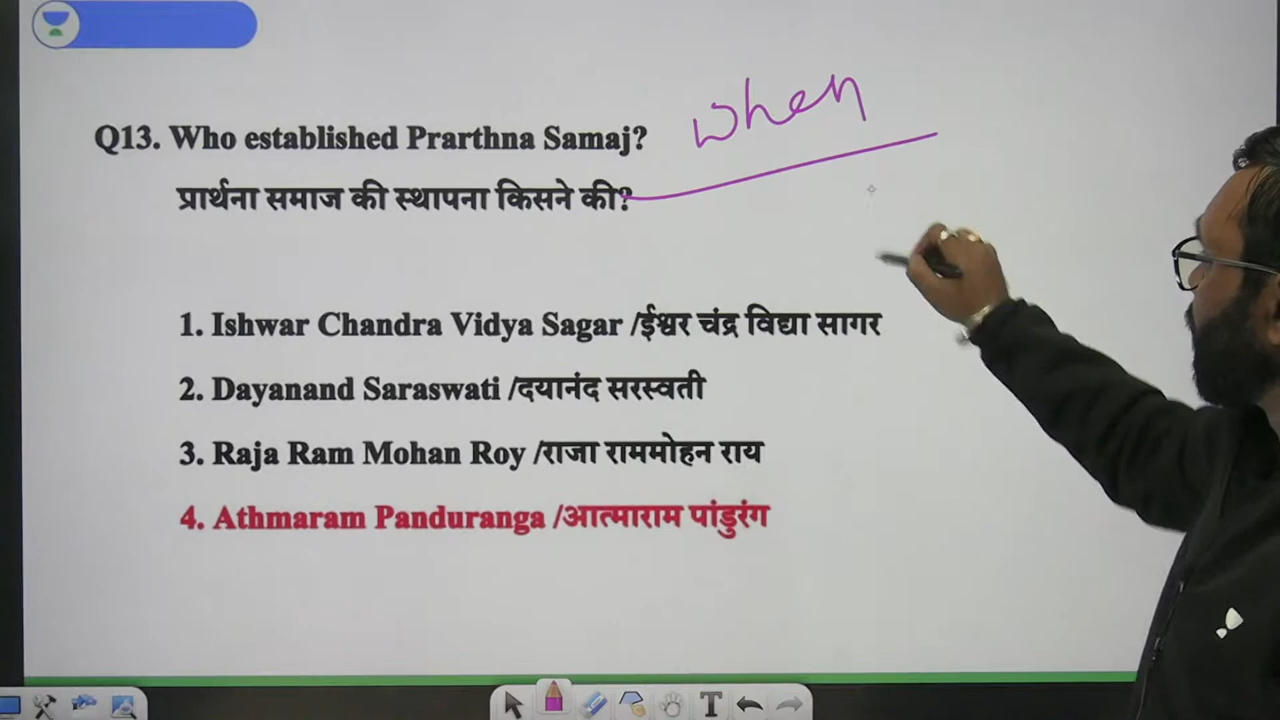 when
Q13. Who established Prarthna Samaj?
प्रार्थना समाज की स्थापना किसने की?
1. Ishwar Chandra Vidya Sagar /ईश्वर चंद्र विद्या सागर
2. Dayanand Saraswati /दयानंद सरस्वती
3. Raja Ram Mohan Roy /राजा राममोहन राय
4. Athmaram Panduranga /आत्माराम पांडुरंग
T